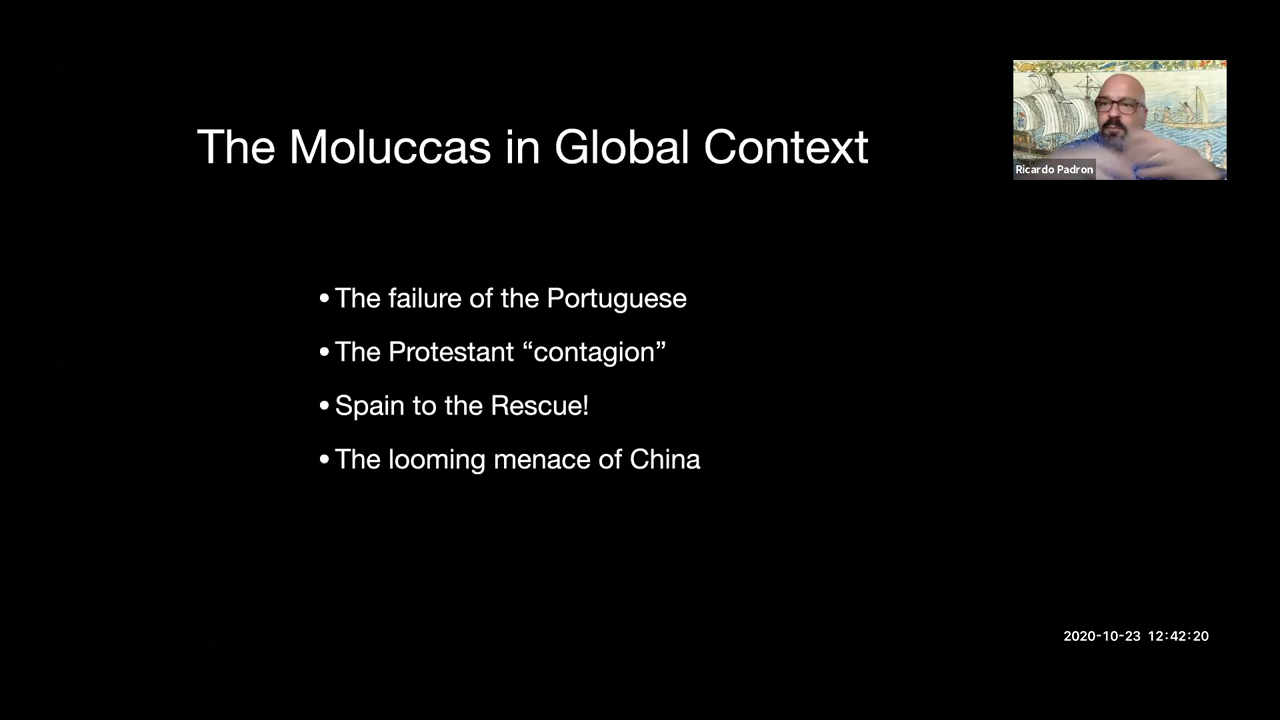 The Moluccas in Global Context
Ricardo Padron
• The failure of the Portuguese
• The Protestant “contagion”
• Spain to the Rescue!
• The looming menace of China
2020-10-23 12:42:20